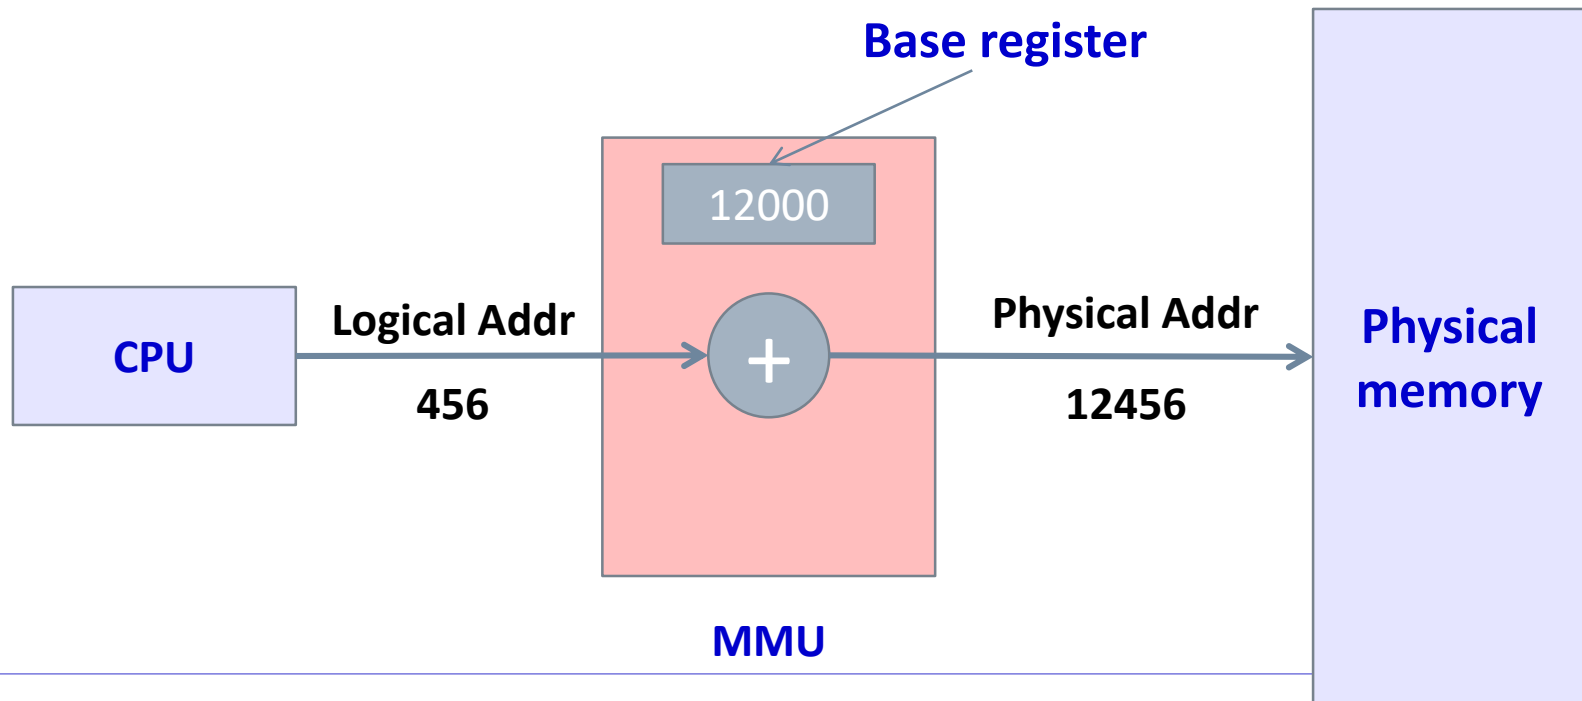 Base register
12000
CPU
Logical Addr
456
+
Physical Addr
12456
Physical
memory
MMU